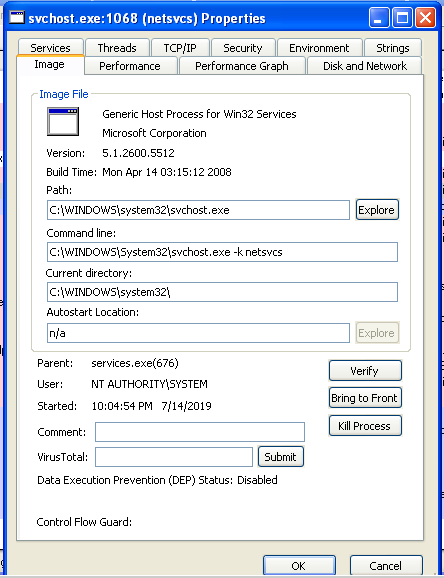 svchost.exe:1068 (netsvcs) Properties
Services Threads TCP/IP Security Environment Strings
Image Performance Performance Graph Disk and Network
Image File
Generic Host Process for Win32 Services
Microsoft Corporation
Version: 5.1.2600.5512
Build Time: Mon Apr 14 03:15:12 2008
Path:
C:\WINDOWS\system32\svchost.exe Explore
Command line:
C:\WINDOWS\System32\svchost.exe -k netsvcs
Current directory:
C:\WINDOWS\system32\
Autostart Location:
n/a Explore
Parent: services.exe(676)
Verify
User: NT AUTHORITY\SYSTEM
Bring to Front
Started: 10:04:54 PM 7/14/2019
Kill Process
Comment:
VirusTotal: Submit
Data Execution Prevention (DEP) Status: Disabled
Control Flow Guard:
OK Cancel